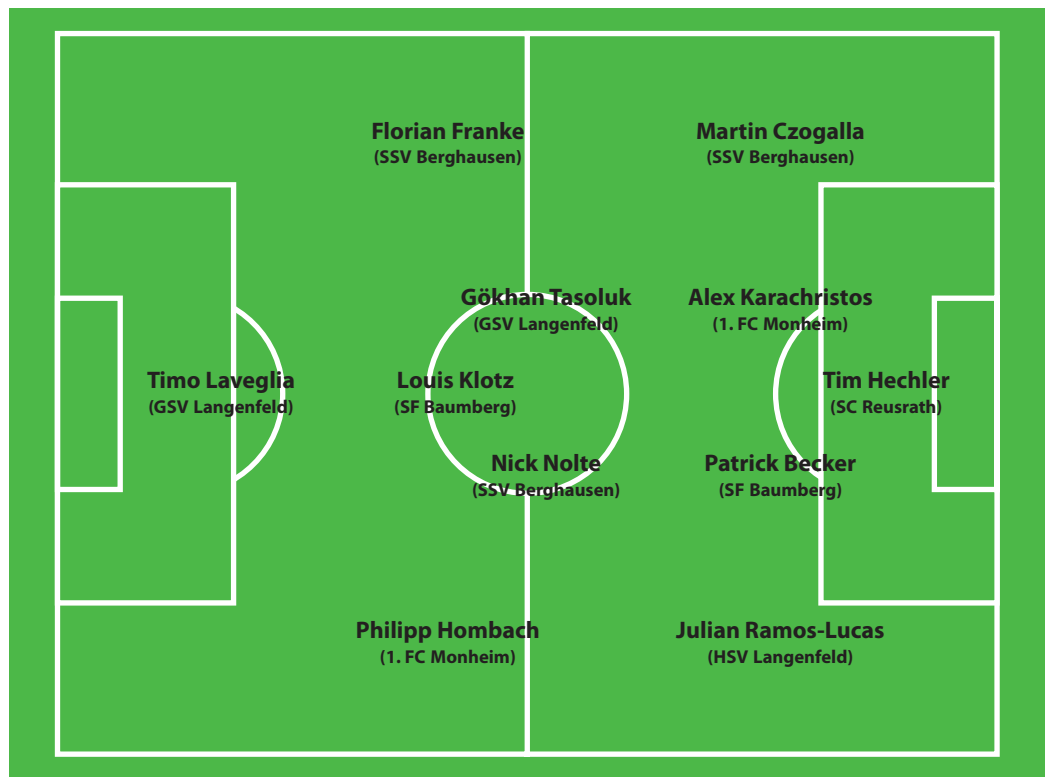 Florian Franke
(SSV Berghausen)
Martin Czogalla
(SSV Berghausen)
Gökhan Tasoluk
(GSV Langenfeld)
Alex Karachristos
(1. FC Monheim)
Timo Laveglia
(GSV Langenfeld)
Louis Klotz
(SF Baumberg)
Tim Hechler
(SC Reusrath)
Nick Nolte
(SSV Berghausen)
Patrick Becker
(SF Baumberg)
Philipp Hombach
(1. FC Monheim)
Julian Ramos-Lucas
(HSV Langenfeld)